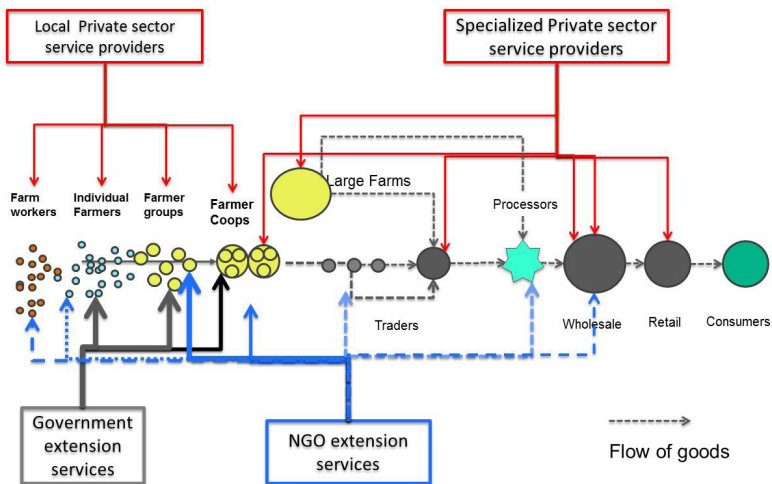 Local  Private sector
service providers
Specialized Private sector
service providers
Large Farms
Farm
workers
Individual
Farmers
Farmer
groups
Farmer
Coops
Processors
Traders
Wholesale
Retail
Consumers
Government
extension
services
NGO extension
services
Flow of goods